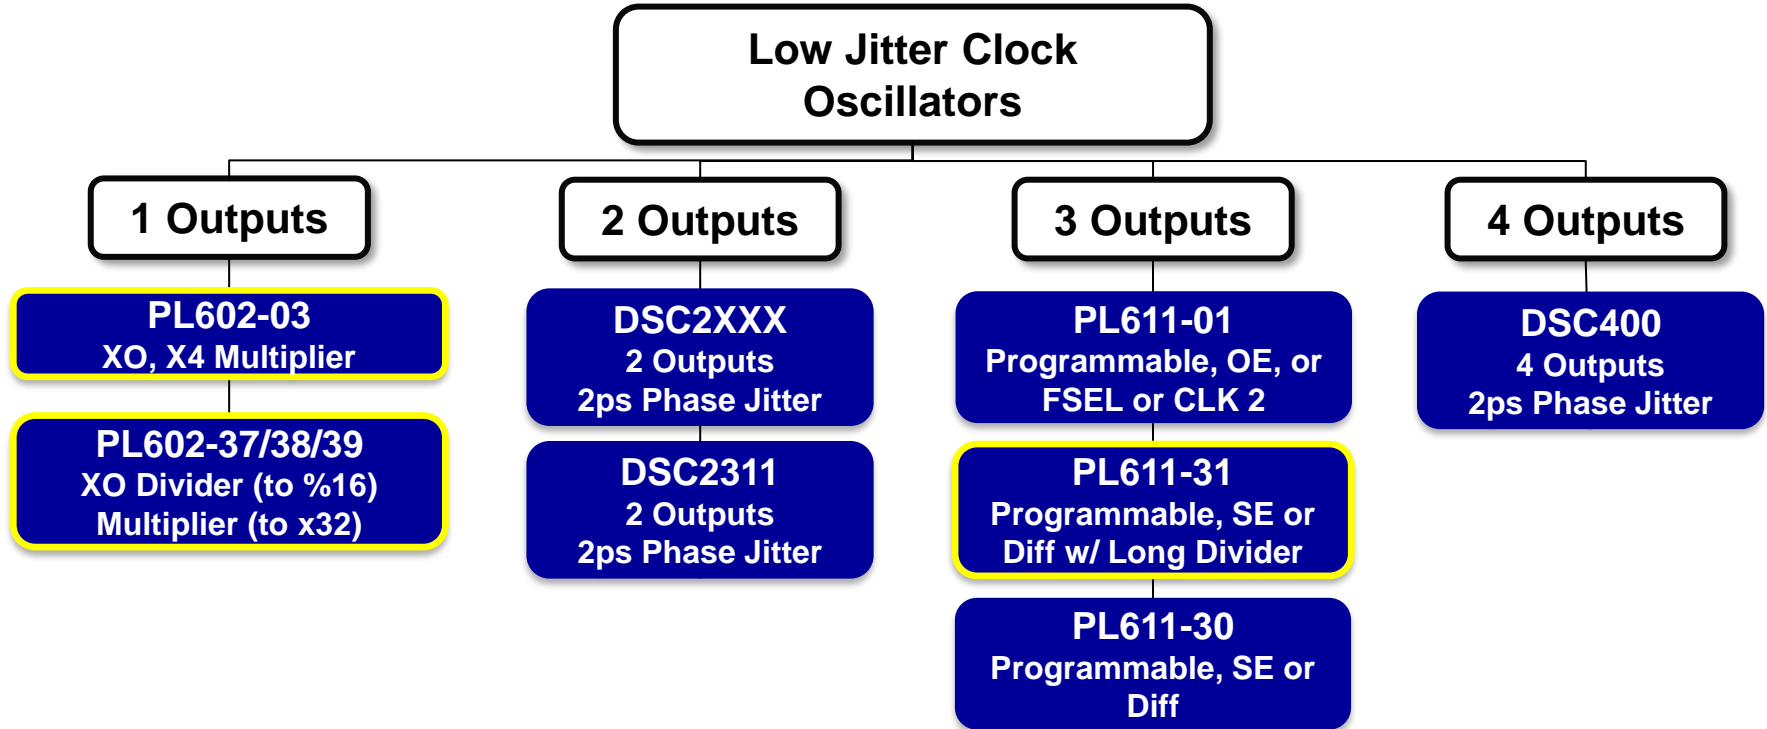 Low Jitter Clock
Oscillators
1 Outputs
2 Outputs
3 Outputs
4 Outputs
PL602-03
XO, X4 Multiplier
PL602-37/38/39
XO Divider (to %16)
Multiplier (to x32)
DSC2XXX
2 Outputs
2ps Phase Jitter
DSC2311
2 Outputs
2ps Phase Jitter
PL611-01
Programmable, OE, or
FSEL or CLK 2
PL611-31
Programmable, SE or
Diff w/ Long Divider
PL611-30
Programmable, SE or
Diff
DSC400
4 Outputs
2ps Phase Jitter